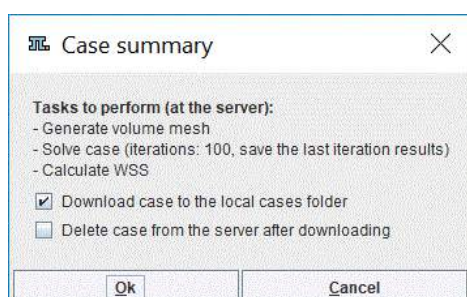 Case summary
Tasks to perform (at the server):
- Generate volume mesh
- Solve case (iterations: 100, save the last iteration results)
- Calculate WSS
Download case to the local cases folder
Delete case from the server after downloading
Ok
Cancel